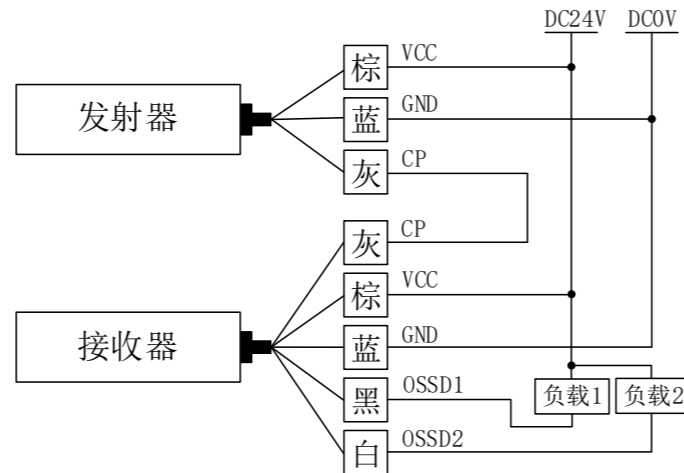 DC24V DC0V
棕 VCC
发射器
蓝 GND
灰 CP
灰 CP
棕 VCC
接收器
蓝 GND
黑 OSSD1
负载1 负载2
白 OSSD2